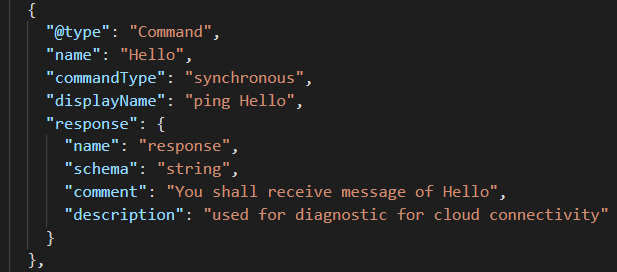 {
"@type": "Command",
"name": "Hello",
"commandType": "synchronous",
"displayName": "ping Hello",
"response": {
"name": "response",
"schema": "string",
"comment": "You shall receive message of Hello",
"description": "used for diagnostic for cloud connectivity"
}
},